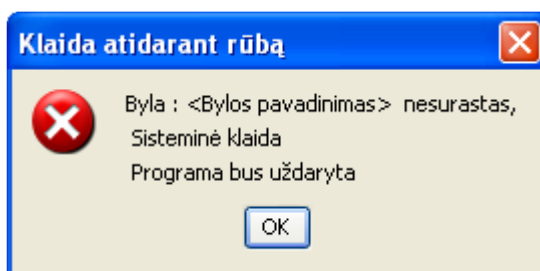 Klaida atidarant rūbą
Byla : <Bylos pavadinimas> nesurastas,
Sisteminė klaida
Programa bus uždaryta
OK